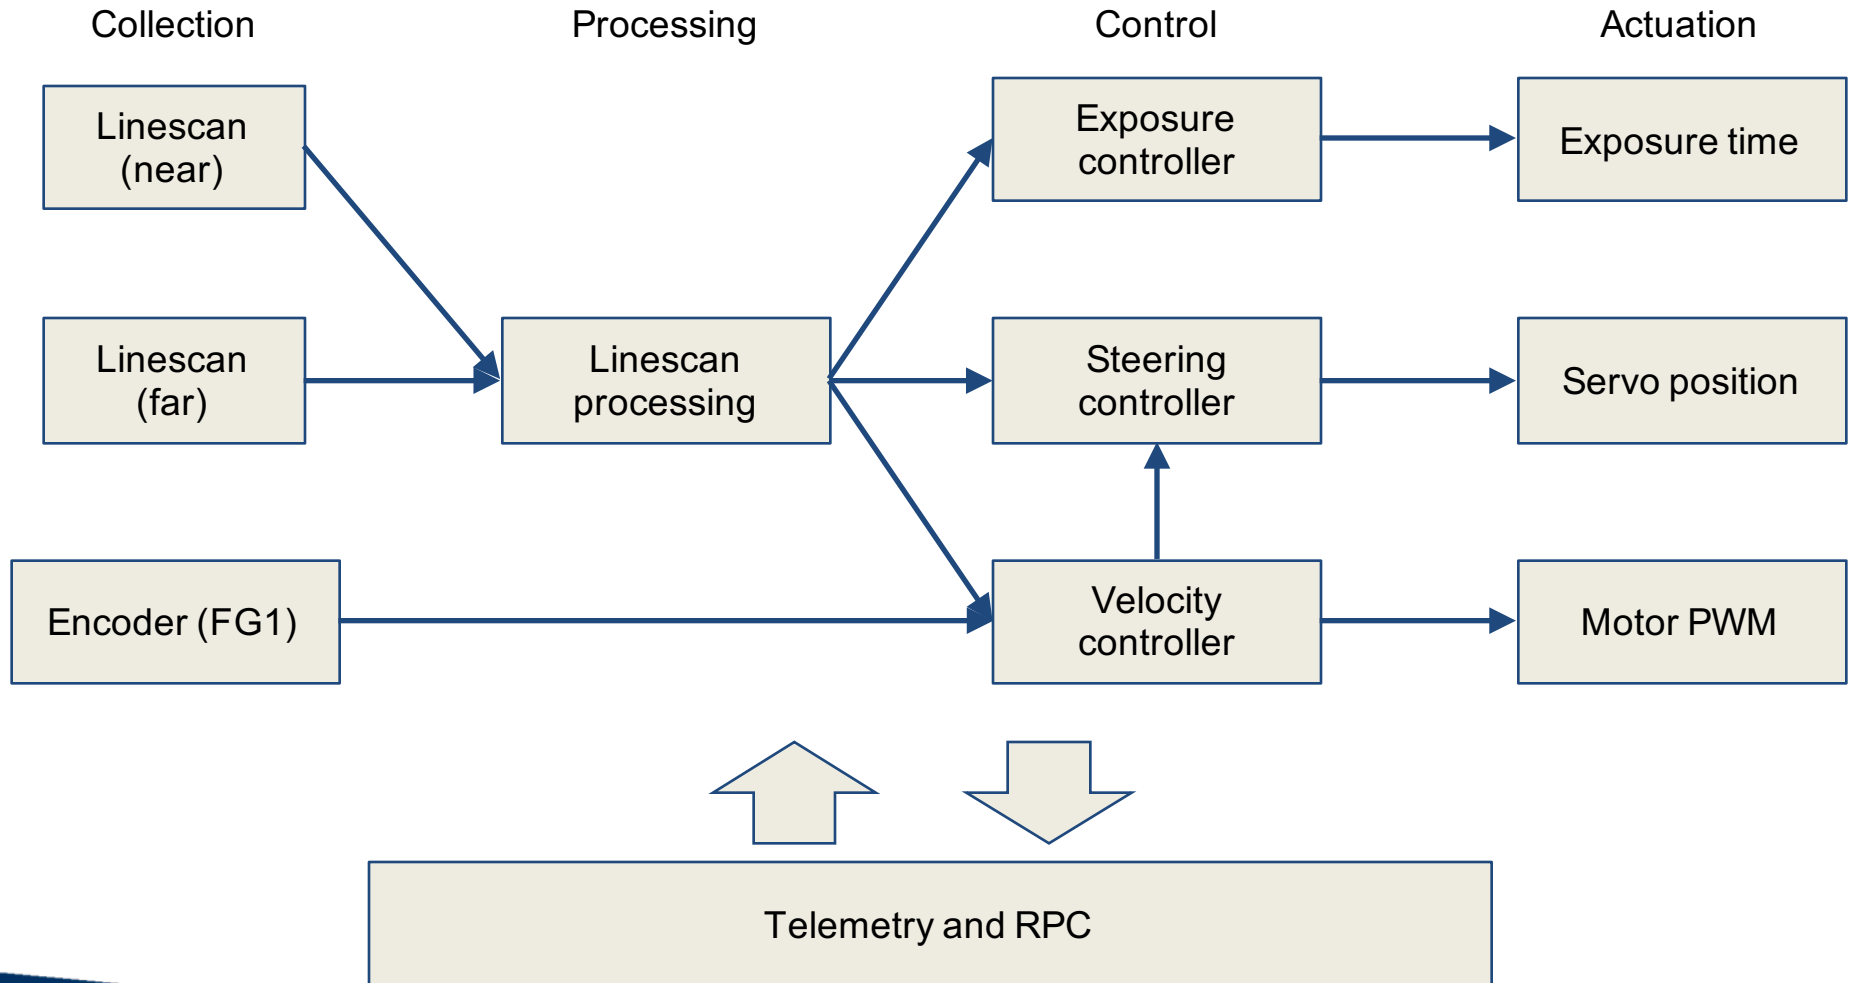 Collection
Processing
Control
Actuation
Linescan
(near)
Exposure
controller
Exposure time
Linescan
(far)
Linescan
processing
Steering
controller
Servo position
Encoder (FG1)
Velocity
controller
Motor PWM
Telemetry and RPC